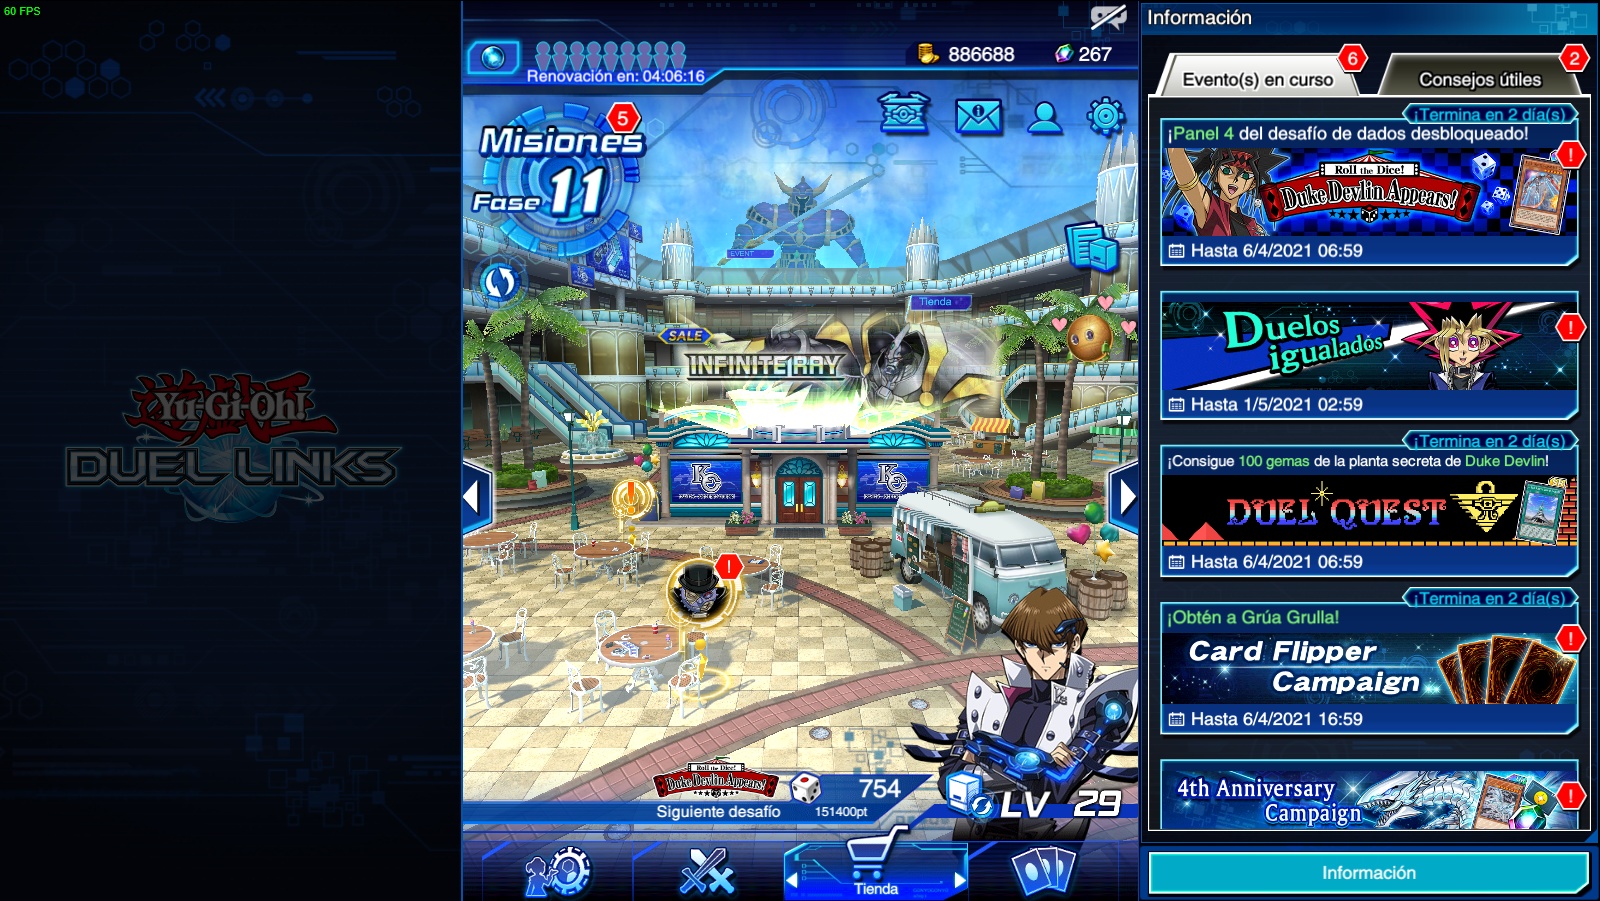 60 FPS
Yu-Gi-Oh!
DUEL LINKS
Renovación en: 04:06:16
886688
267
Misiones
5
Fase 11
EVENT
Tienda
SALE
INFINITE RAY
KC
KC
!
Roll the Dice!
Duke Devlin Appears!
754
Siguiente desafío
151400pt
LV 29
Tienda
Información
Evento(s) en curso
6
Consejos útiles
2
¡Termina en 2 día(s)
¡Panel 4 del desafío de dados desbloqueado!
!
Roll the Dice!
Duke Devlin Appears!
Hasta 6/4/2021 06:59
Duelos
igualados
!
Hasta 1/5/2021 02:59
¡Termina en 2 día(s)
¡Consigue 100 gemas de la planta secreta de Duke Devlin!
DUEL QUEST
Hasta 6/4/2021 06:59
¡Termina en 2 día(s)
¡Obtén a Grúa Grulla!
!
Card Flipper
Campaign
Hasta 6/4/2021 16:59
4th Anniversary
Campaign
!
Información